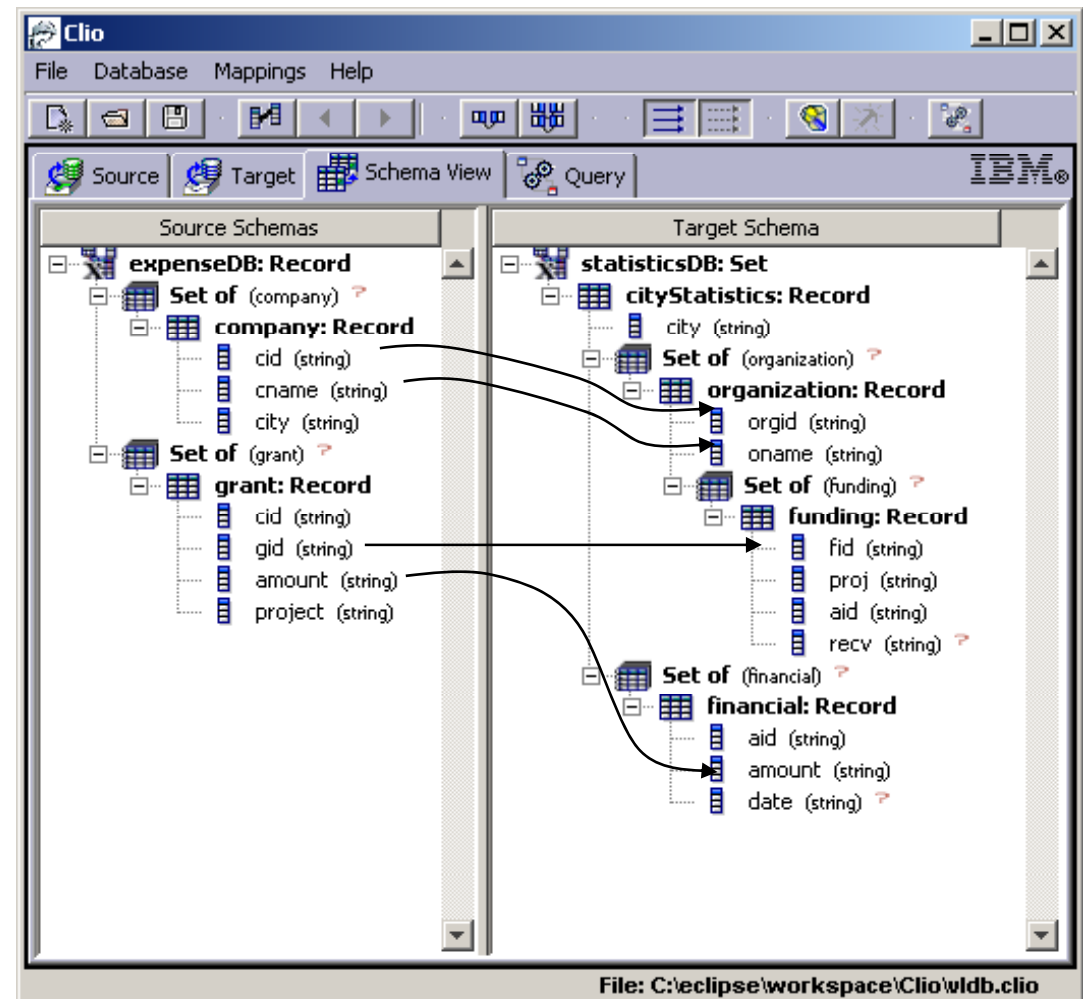 Clio
File Database Mappings Help
Source Target Schema View Query IBM®
Source Schemas
expenseDB: Record
Set of (company) ?
company: Record
cid (string)
cname (string)
city (string)
Set of (grant) ?
grant: Record
cid (string)
gid (string)
amount (string)
project (string)
Target Schema
statisticsDB: Set
cityStatistics: Record
city (string)
Set of (organization) ?
organization: Record
orgid (string)
oname (string)
Set of (funding) ?
funding: Record
fid (string)
proj (string)
aid (string)
recv (string) ?
Set of (financial) ?
financial: Record
aid (string)
amount (string)
date (string) ?
File: C:\eclipse\workspace\Clio\vldb.clio